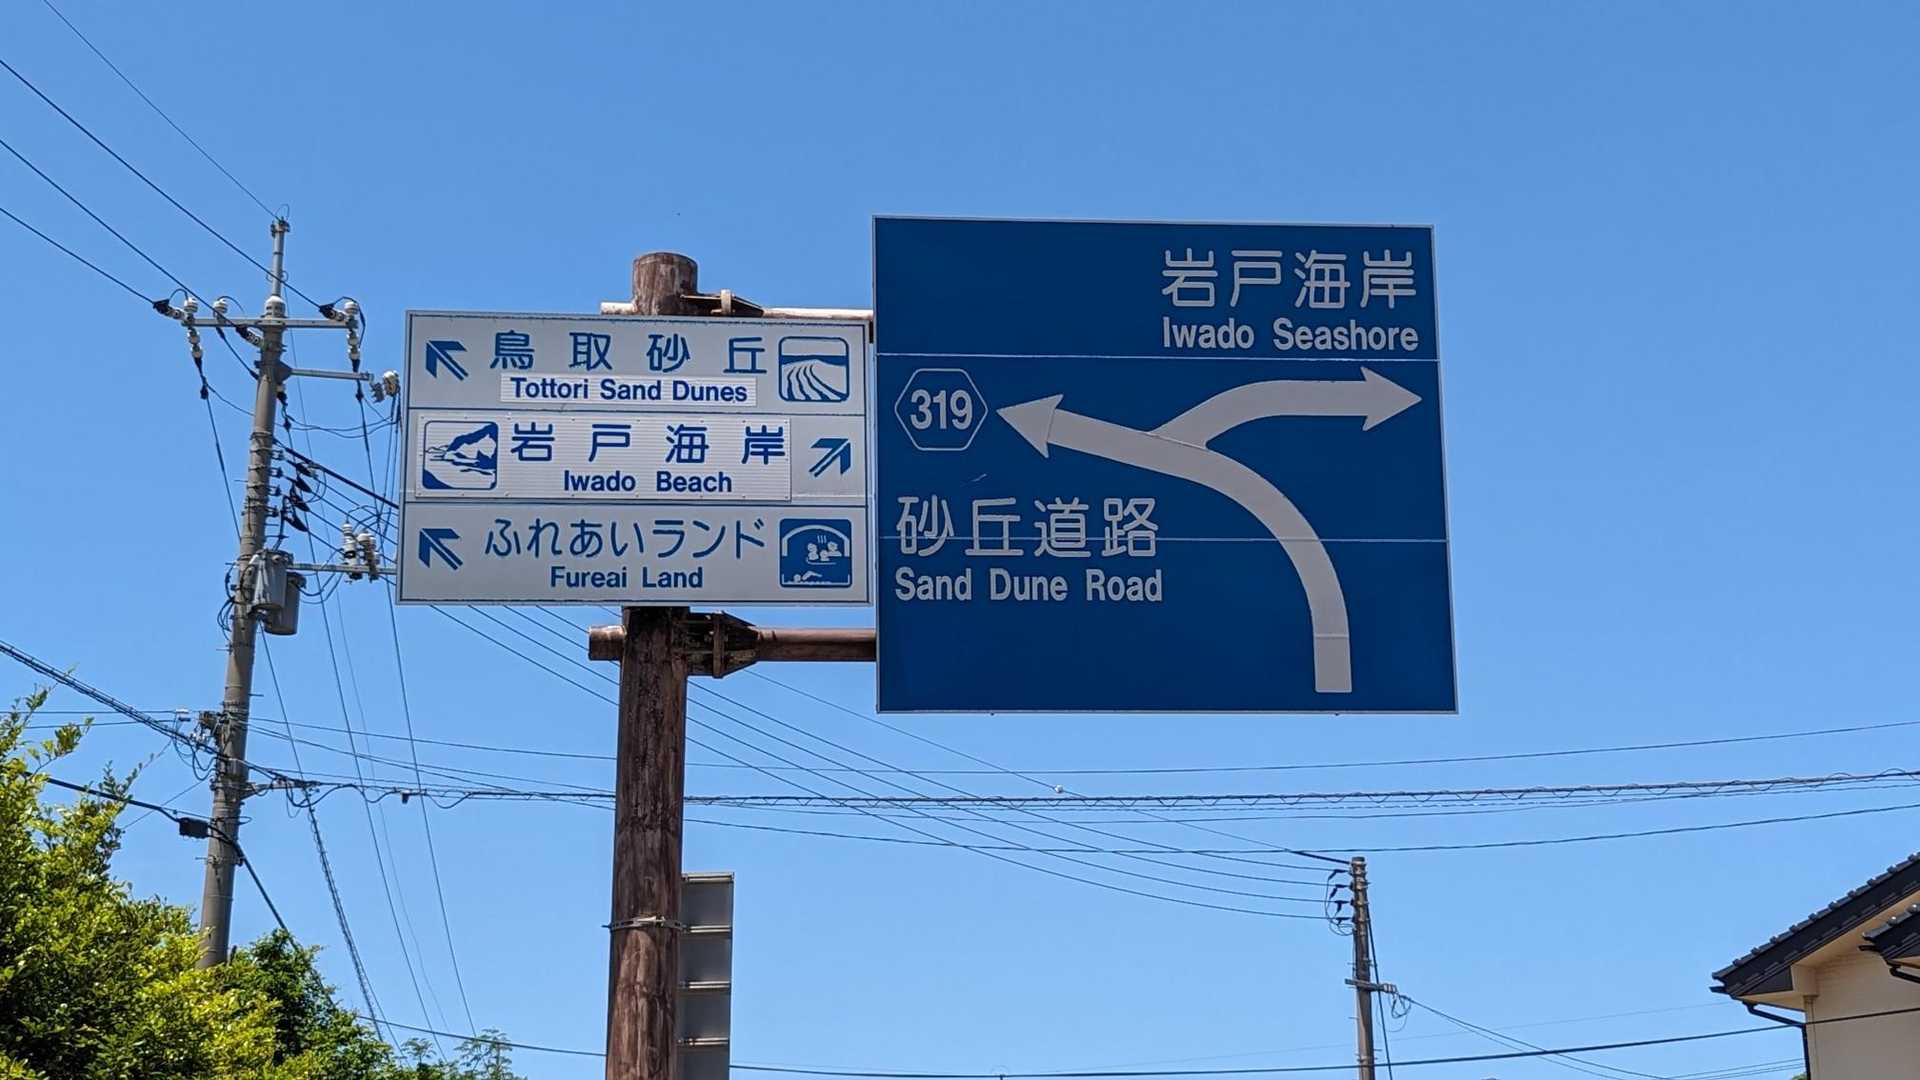 鳥取砂丘
Tottori Sand Dunes
岩戸海岸
Iwado Beach
ふれあいランド
Fureai Land
岩戸海岸
Iwado Seashore
319
砂丘道路
Sand Dune Road